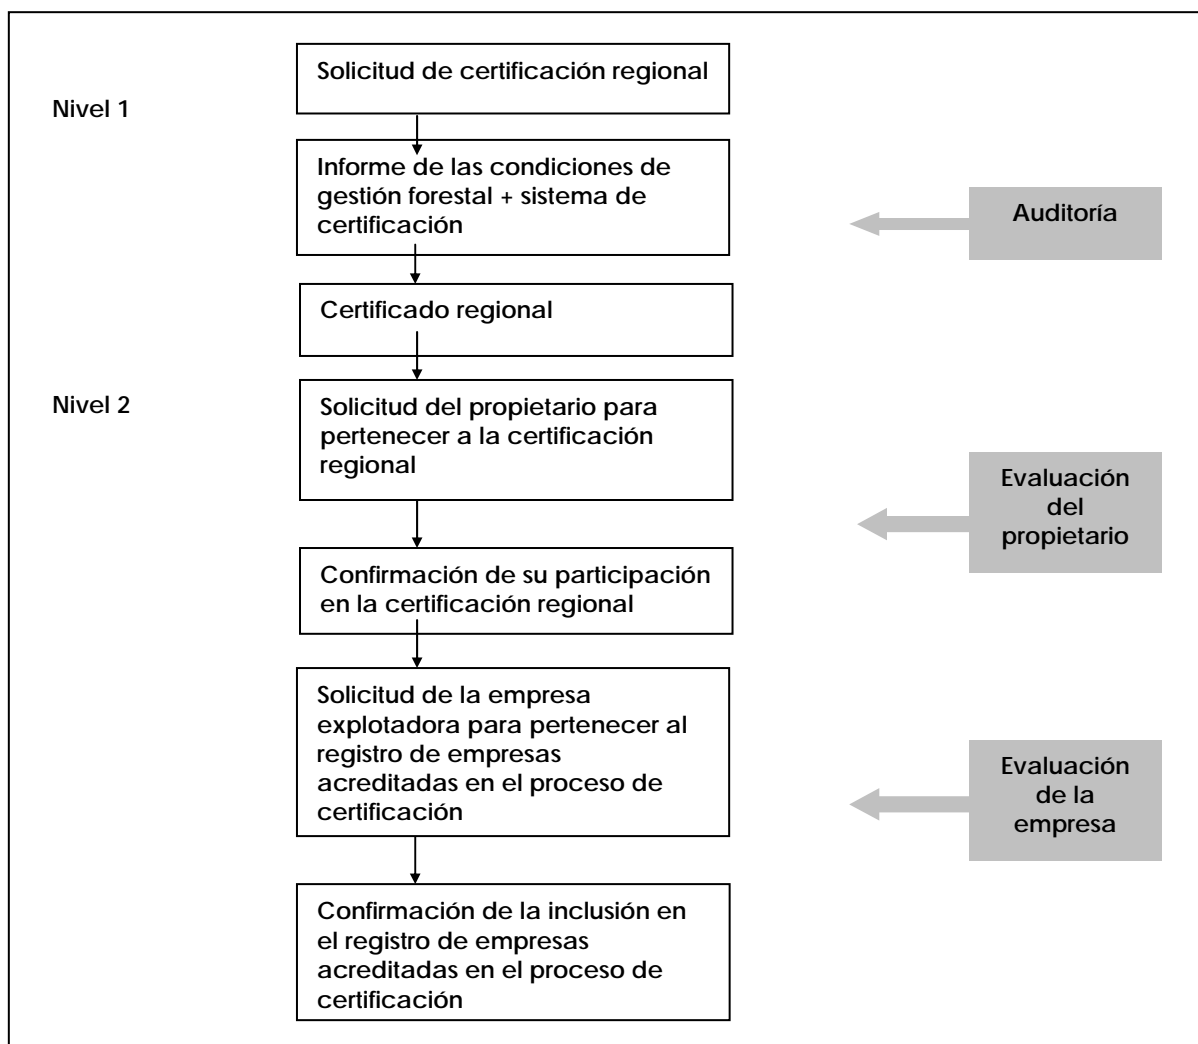 Solicitud de certificación regional
Nivel 1
Informe de las condiciones de
gestión forestal + sistema de
certificación
Auditoría
Certificado regional
Nivel 2
Solicitud del propietario para
pertenecer a la certificación
regional
Evaluación
del
propietario
Confirmación de su participación
en la certificación regional
Solicitud de la empresa
explotadora para pertenecer al
registro de empresas
acreditadas en el proceso de
certificación
Evaluación
de la
empresa
Confirmación de la inclusión en
el registro de empresas
acreditadas en el proceso de
certificación